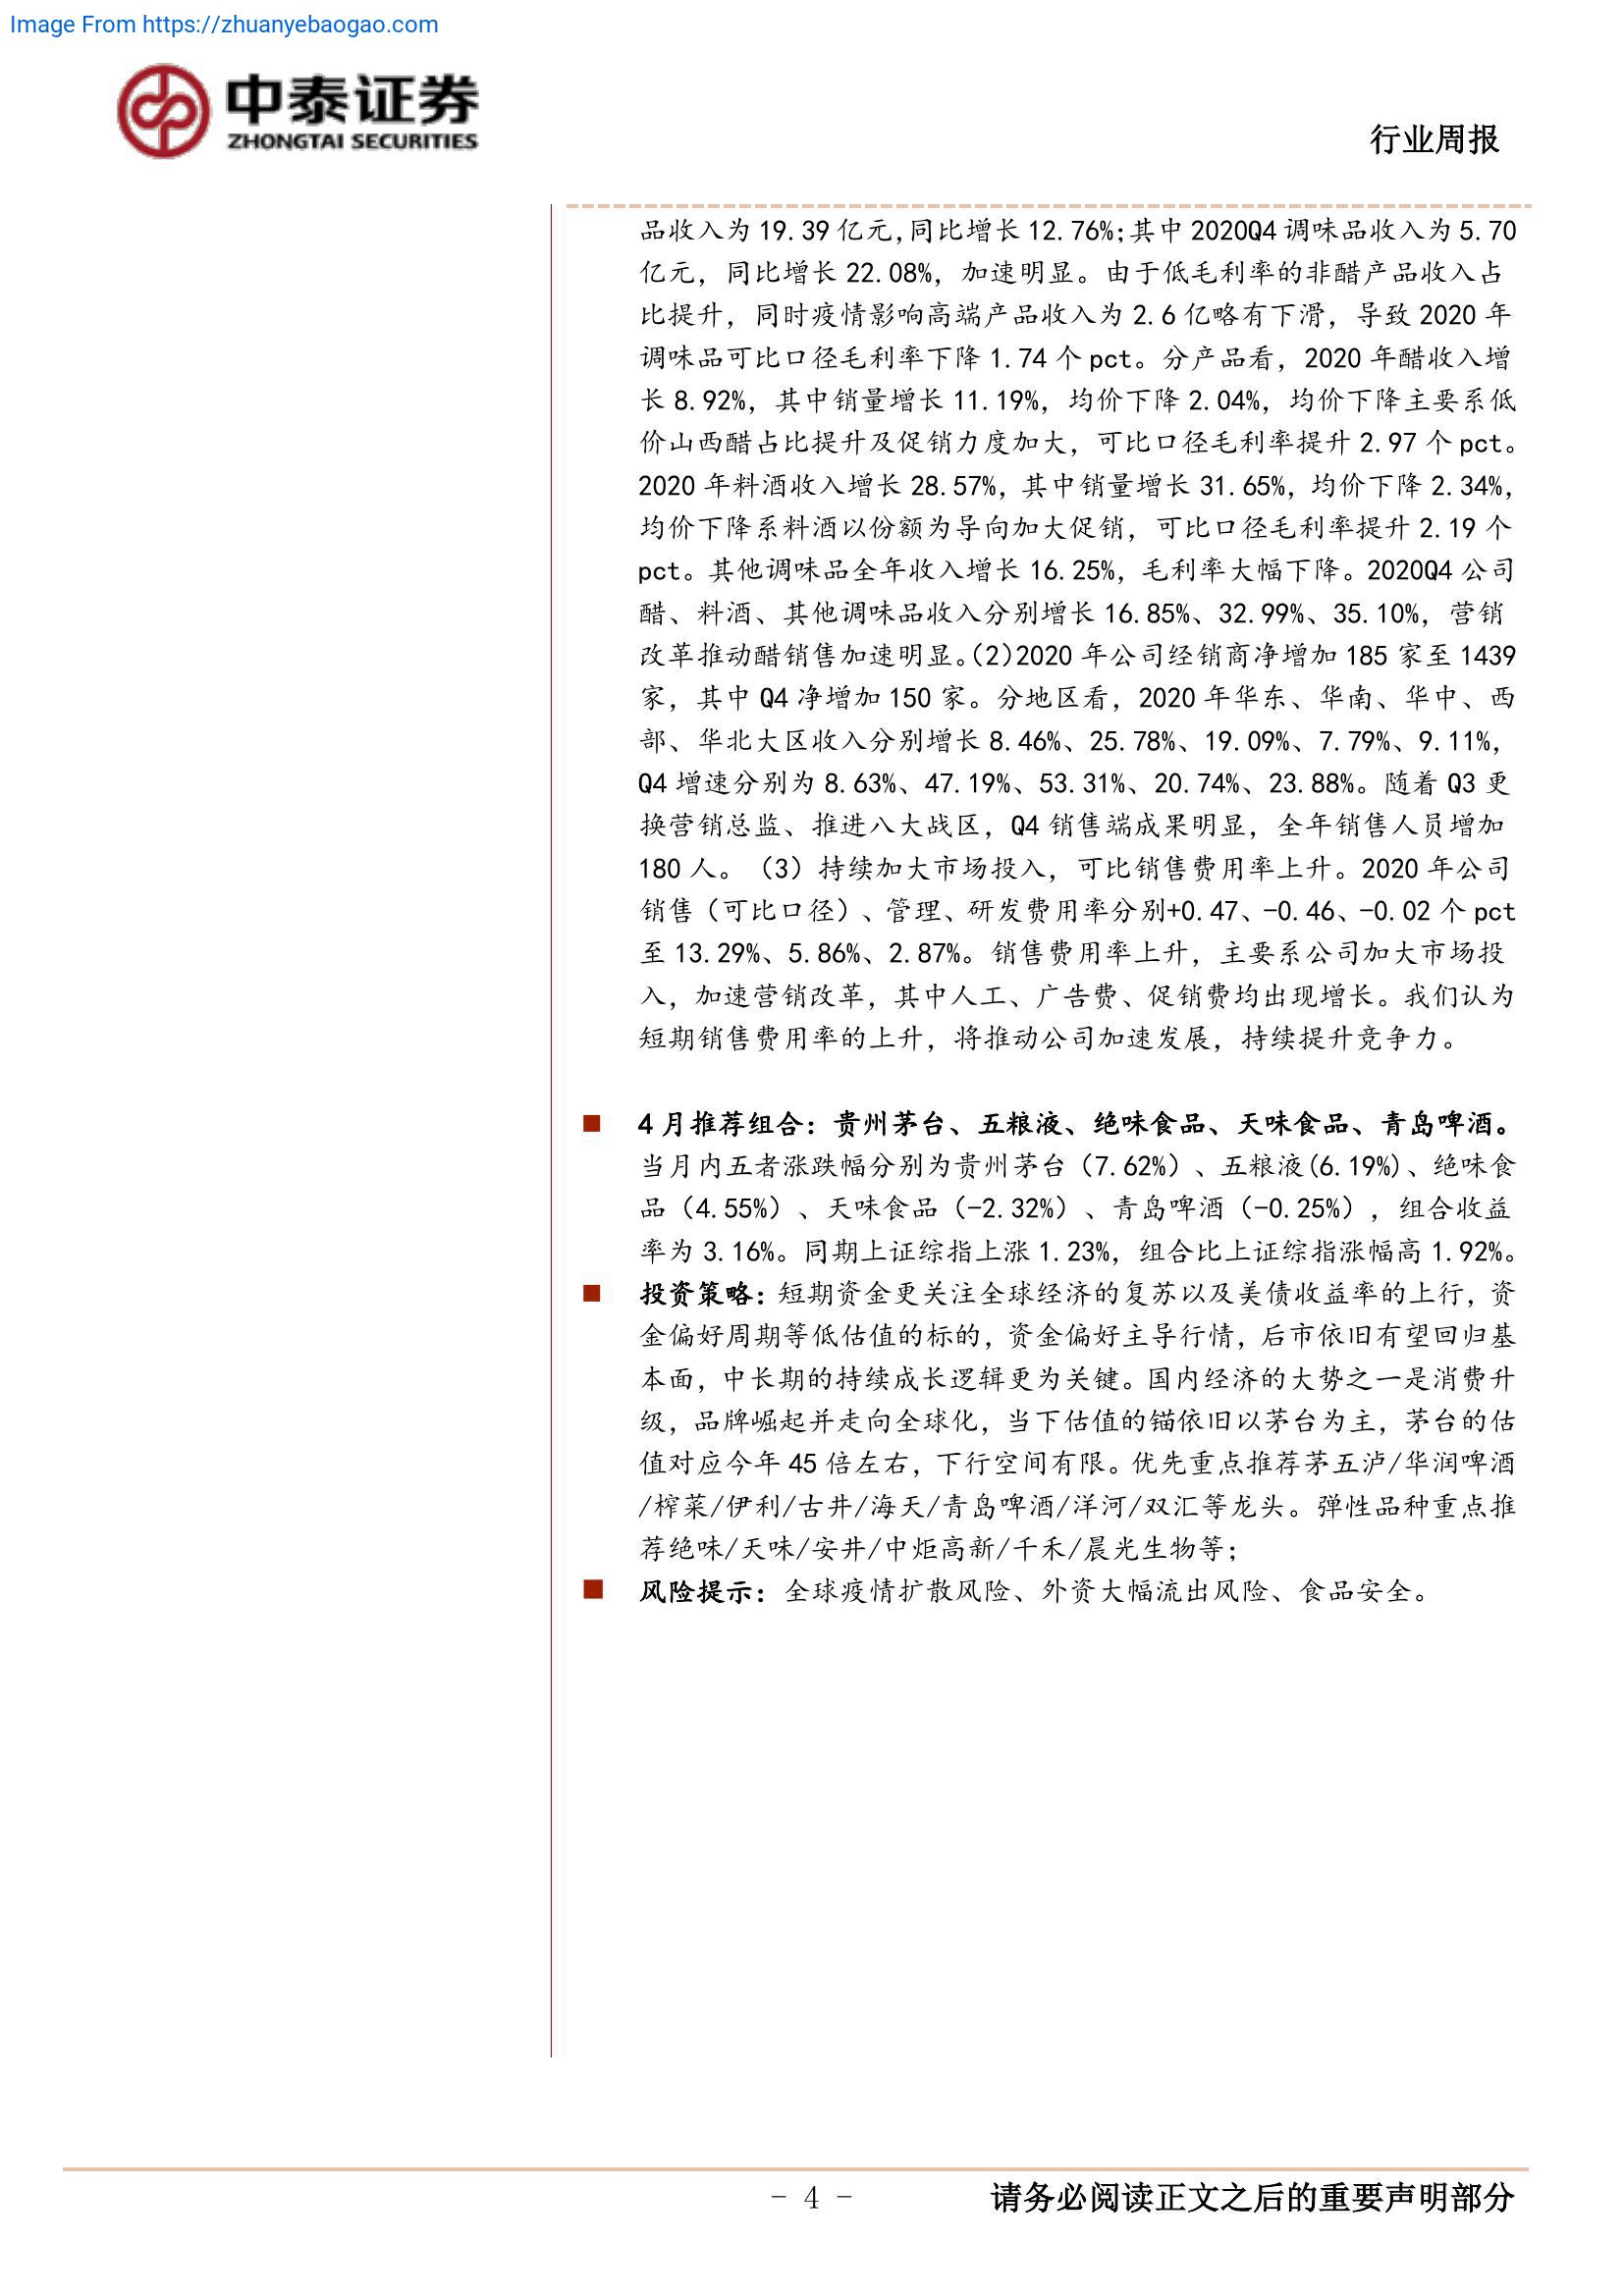 Image From https://zhuanyebaogao.com
中泰证券
ZHONGTAI SECURITIES
行业周报
品收入为 19.39 亿元,同比增长 12.76%;其中 2020Q4 调味品收入为 5.70
亿元，同比增长 22.08%，加速明显。由于低毛利率的非醋产品收入占
比提升，同时疫情影响高端产品收入为 2.6 亿略有下滑，导致 2020 年
调味品可比口径毛利率下降 1.74 个 pct。分产品看，2020 年醋收入增
长 8.92%，其中销量增长 11.19%，均价下降 2.04%，均价下降主要系低
价山西醋占比提升及促销力度加大，可比口径毛利率提升 2.97 个 pct。
2020 年料酒收入增长 28.57%，其中销量增长 31.65%，均价下降 2.34%，
均价下降系料酒以份额为导向加大促销，可比口径毛利率提升 2.19 个
pct。其他调味品全年收入增长 16.25%，毛利率大幅下降。2020Q4 公司
醋、料酒、其他调味品收入分别增长 16.85%、32.99%、35.10%，营销
改革推动醋销售加速明显。(2)2020 年公司经销商净增加 185 家至 1439
家，其中 Q4 净增加 150 家。分地区看，2020 年华东、华南、华中、西
部、华北大区收入分别增长 8.46%、25.78%、19.09%、7.79%、9.11%，
Q4 增速分别为 8.63%、47.19%、53.31%、20.74%、23.88%。随着 Q3 更
换营销总监、推进八大战区，Q4 销售端成果明显，全年销售人员增加
180 人。（3）持续加大市场投入，可比销售费用率上升。2020 年公司
销售（可比口径）、管理、研发费用率分别+0.47、-0.46、-0.02 个 pct
至 13.29%、5.86%、2.87%。销售费用率上升，主要系公司加大市场投
入，加速营销改革，其中人工、广告费、促销费均出现增长。我们认为
短期销售费用率的上升，将推动公司加速发展，持续提升竞争力。
4 月推荐组合：贵州茅台、五粮液、绝味食品、天味食品、青岛啤酒。
当月内五者涨跌幅分别为贵州茅台（7.62%）、五粮液(6.19%)、绝味食
品（4.55%）、天味食品（-2.32%）、青岛啤酒（-0.25%），组合收益
率为 3.16%。同期上证综指上涨 1.23%，组合比上证综指涨幅高 1.92%。
投资策略：短期资金更关注全球经济的复苏以及美债收益率的上行，资
金偏好周期等低估值的标的，资金偏好主导行情，后市依旧有望回归基
本面，中长期的持续成长逻辑更为关键。国内经济的大势之一是消费升
级，品牌崛起并走向全球化，当下估值的锚依旧以茅台为主，茅台的估
值对应今年 45 倍左右，下行空间有限。优先重点推荐茅五泸/华润啤酒
/榨菜/伊利/古井/海天/青岛啤酒/洋河/双汇等龙头。弹性品种重点推
荐绝味/天味/安井/中炬高新/千禾/晨光生物等；
风险提示：全球疫情扩散风险、外资大幅流出风险、食品安全。
- 4 -
请务必阅读正文之后的重要声明部分